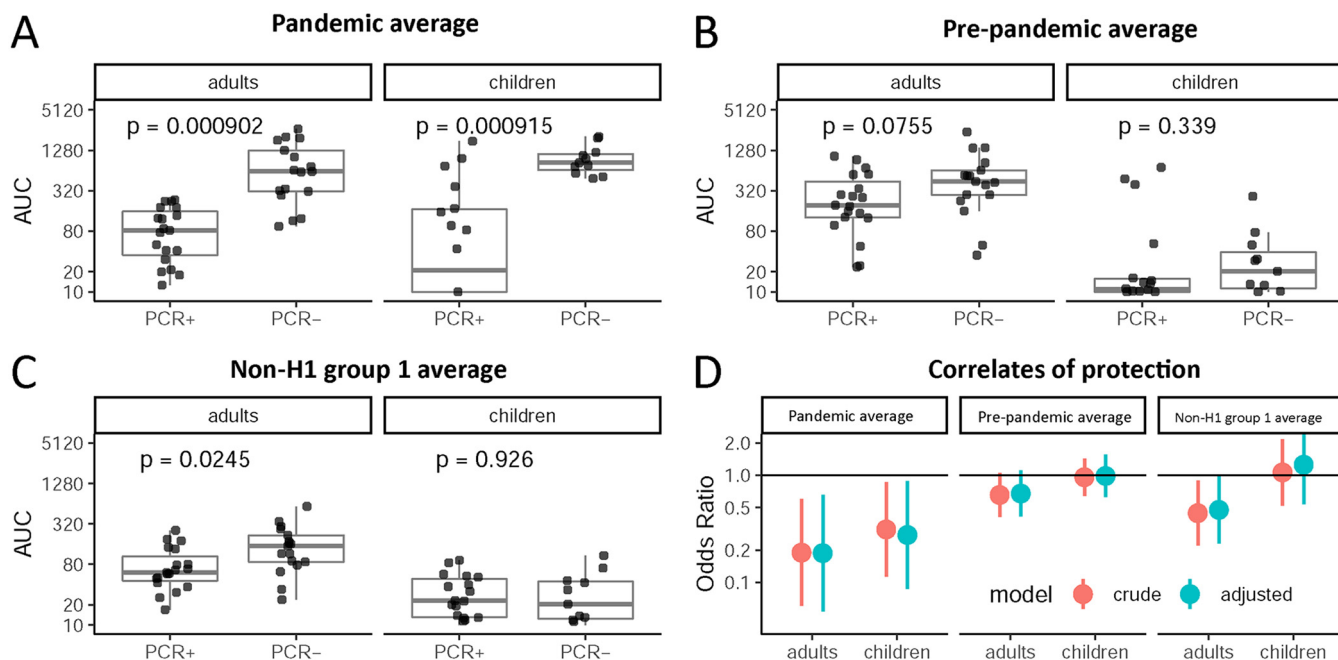 A
Pandemic average
adults
children
5120
1280
320
80
20
10
AUC
p = 0.000902
p = 0.000915
PCR+
PCR−
PCR+
PCR−
B
Pre-pandemic average
adults
children
5120
1280
320
80
20
10
AUC
p = 0.0755
p = 0.339
PCR+
PCR−
PCR+
PCR−
C
Non-H1 group 1 average
adults
children
5120
1280
320
80
20
10
AUC
p = 0.0245
p = 0.926
PCR+
PCR−
PCR+
PCR−
D
Correlates of protection
Pandemic average
Pre-pandemic average
Non-H1 group 1 average
2.0
1.0
0.5
0.2
0.1
Odds Ratio
model
crude
adjusted
adults
children
adults
children
adults
children